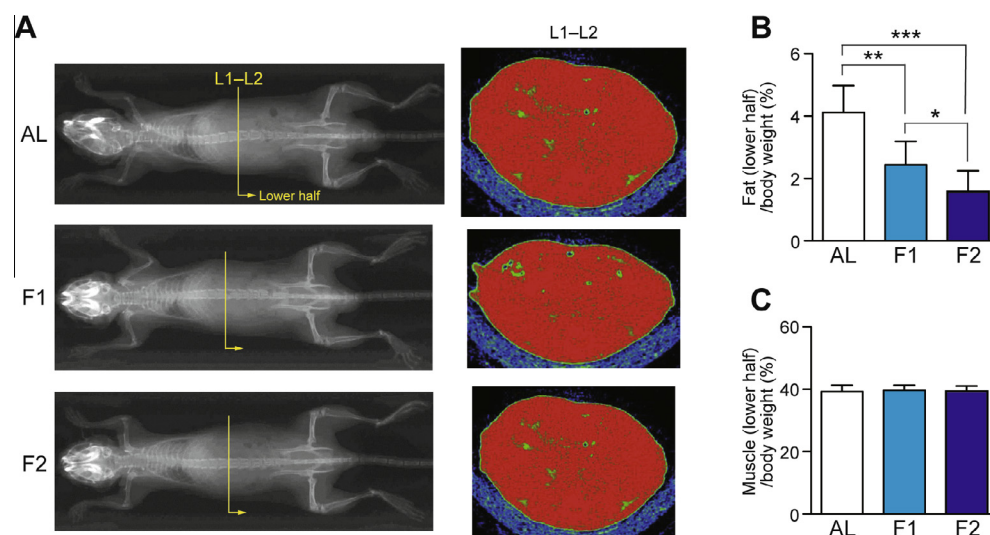 A
L1–L2
AL
L1–L2
Lower half
F1
F2
B
Fat (lower half)
/body weight (%)
6
4
2
0
***
**
*
AL F1 F2
C
Muscle (lower half)
/body weight (%)
60
40
20
0
AL F1 F2